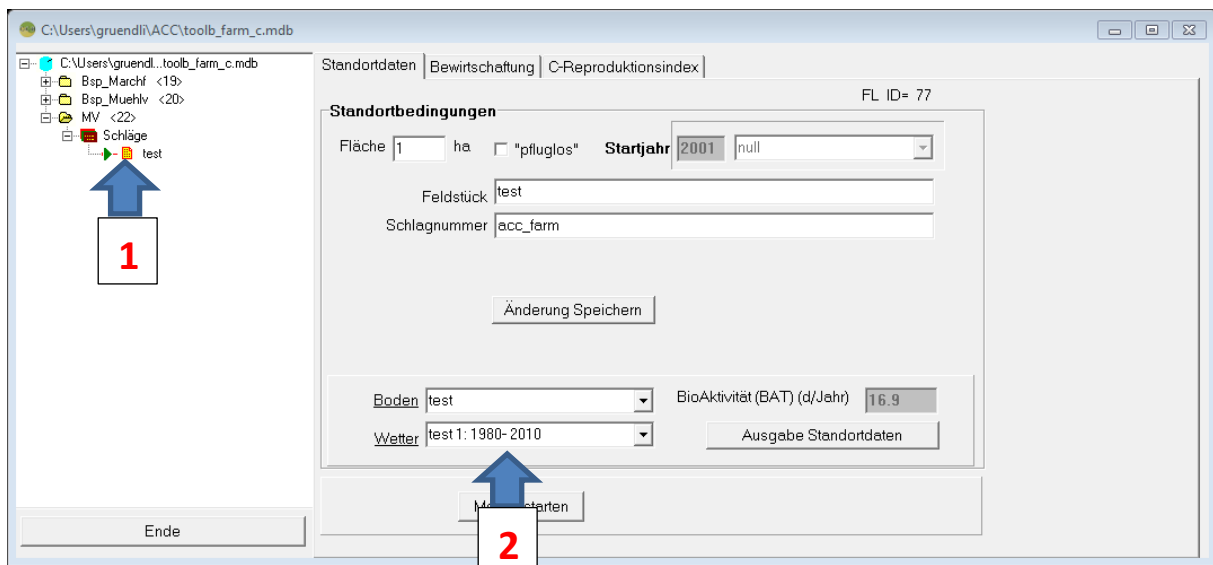 C:\Users\gruendli\ACC\toolb_farm_c.mdb
C:\Users\gruendl...toolb_farm_c.mdb
Bsp_Marchf <19>
Bsp_Muehlv <20>
MV <22>
Schläge
test
1
Ende
Standortdaten Bewirtschaftung C-Reproduktionsindex
FL ID= 77
Standortbedingungen
Fläche 1 ha "pfluglos" Startjahr 2001 null
Feldstück test
Schlagnummer acc_farm
Änderung Speichern
Boden test BioAktivität (BAT) (d/Jahr) 16.9
Wetter test 1: 1980- 2010 Ausgabe Standortdaten
2